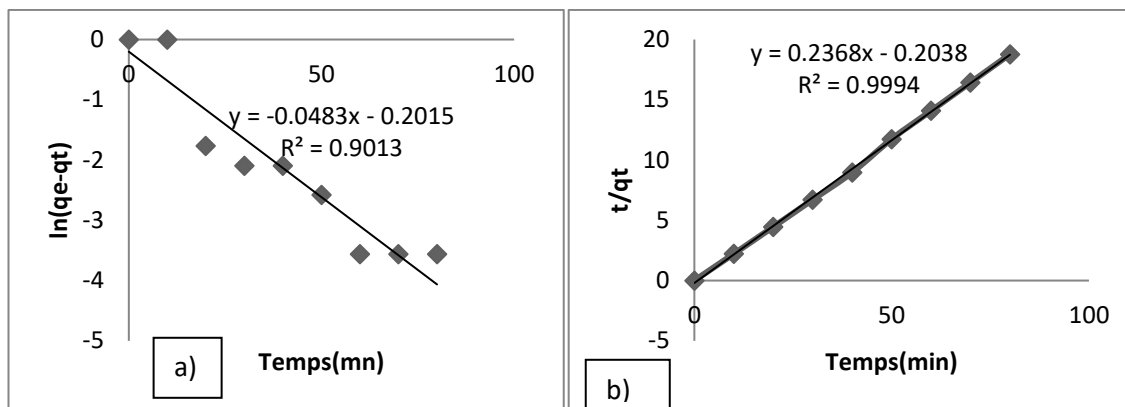 0
-1
-2
-3
-4
-5
0
50
100
y = -0.0483x - 0.2015
R² = 0.9013
ln(qe-qt)
Temps(mn)
a)
20
15
10
5
0
-5
0
50
100
y = 0.2368x - 0.2038
R² = 0.9994
t/qt
Temps(min)
b)